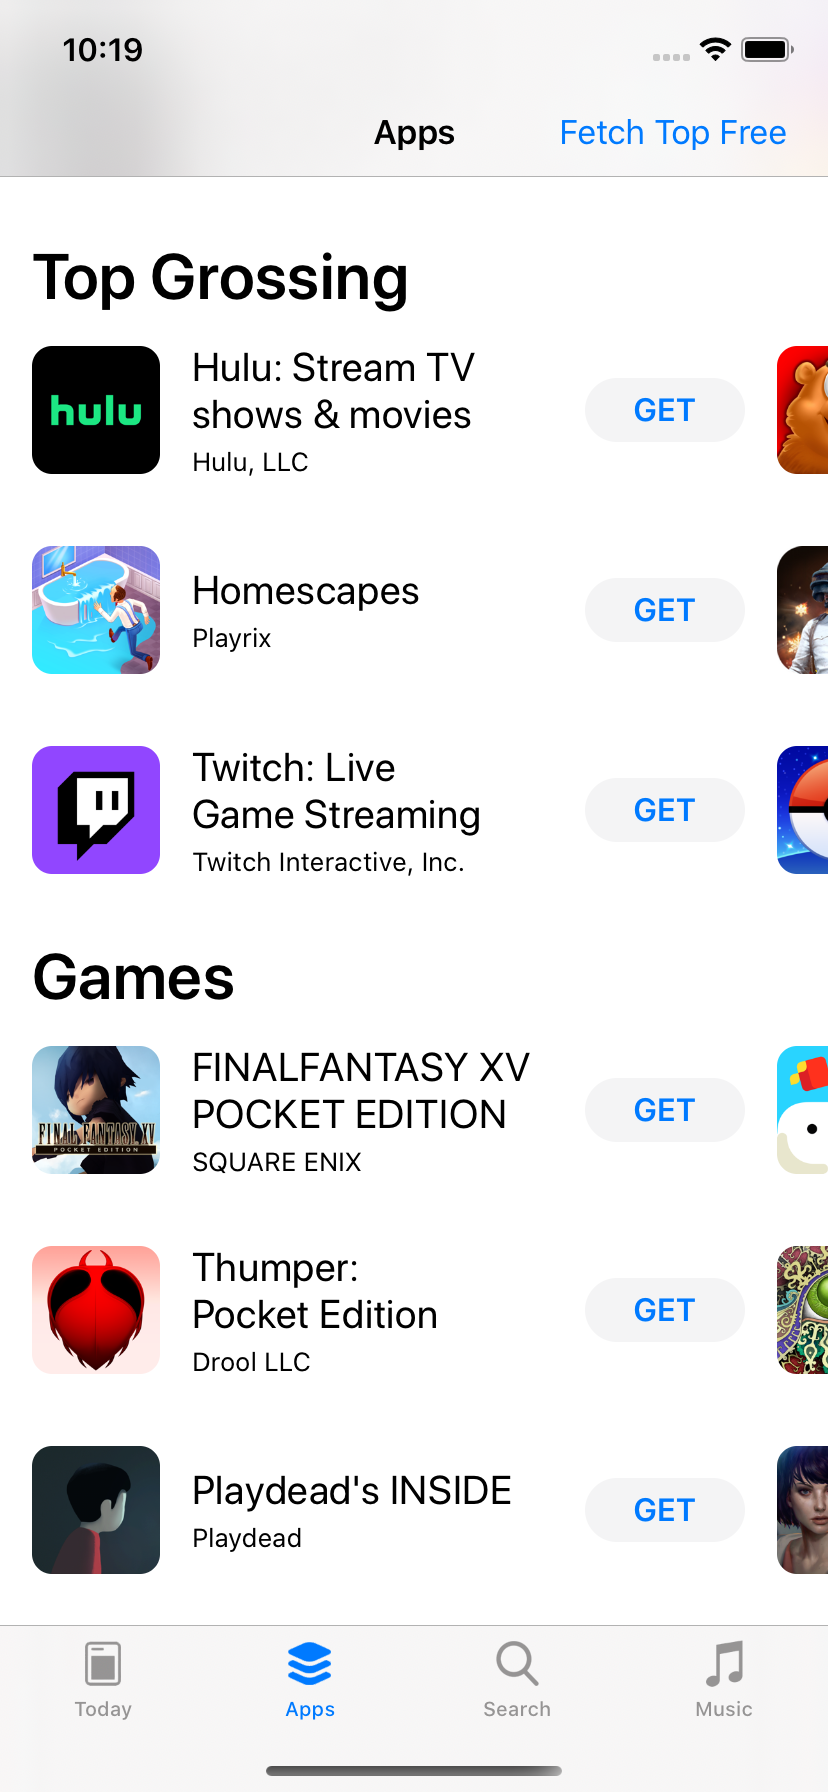 10:19
Apps
Fetch Top Free
Top Grossing
hulu
Hulu: Stream TV
shows & movies
Hulu, LLC
GET
Homescapes
Playrix
GET
Twitch: Live
Game Streaming
Twitch Interactive, Inc.
GET
Games
FINAL FANTASY XV
POCKET EDITION
FINALFANTASY XV
POCKET EDITION
SQUARE ENIX
GET
Thumper:
Pocket Edition
Drool LLC
GET
Playdead's INSIDE
Playdead
GET
Today
Apps
Search
Music